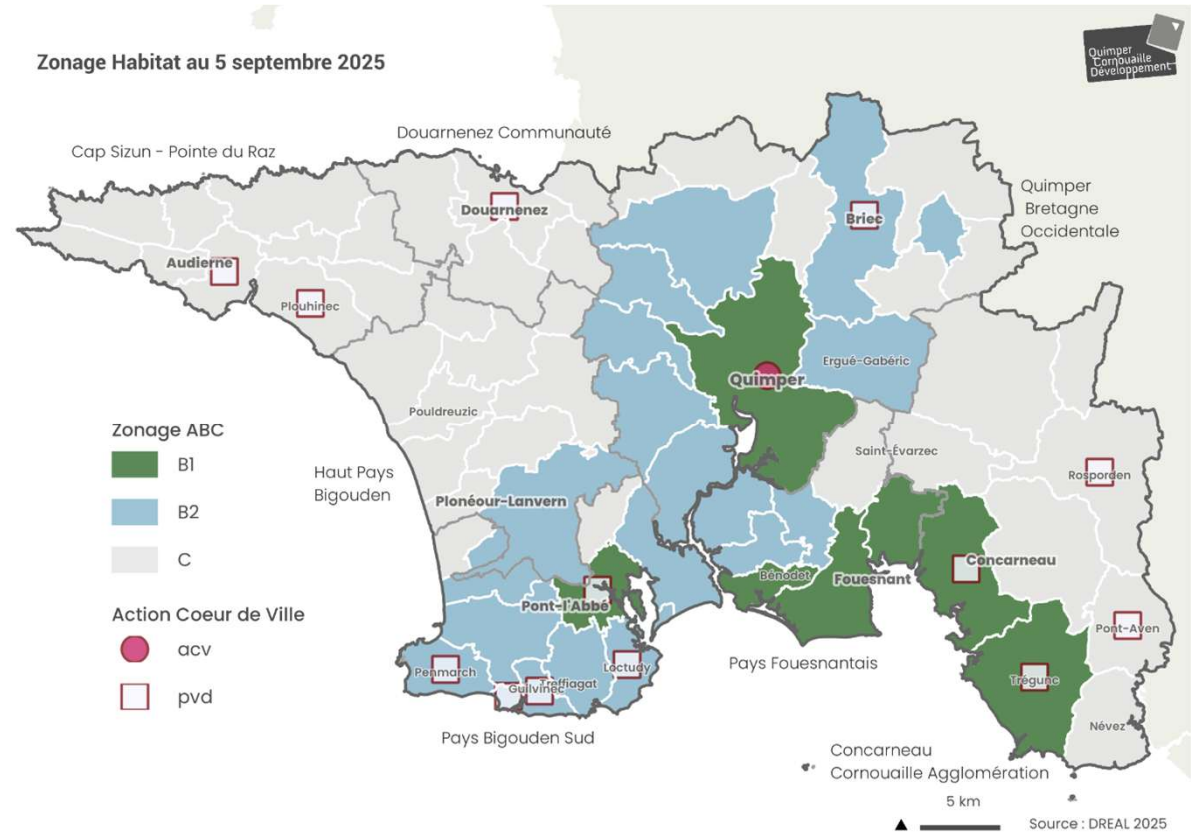 Zonage Habitat au 5 septembre 2025
Quimper
Cornouaille
Développement
Douarnenez Communauté
Cap Sizun - Pointe du Raz
Quimper
Bretagne
Occidentale
Douarnenez
Briec
Audierne
Plouhinec
Ergué-Gabéric
Quimper
Pouldreuzic
Zonage ABC
B1
B2
C
Haut Pays
Bigouden
Saint-Évarzec
Rosporden
Plonéour-Lanvern
Concarneau
Bénodet
Fouesnant
Pont-l'Abbé
Action Coeur de Ville
acv
pvd
Pont-Aven
Pays Fouesnantais
Penmarch
Loctudy
Treffiagat
Guilvinec
Trégunc
Névez
Pays Bigouden Sud
Concarneau
Cornouaille Agglomération
5 km
Source : DREAL 2025